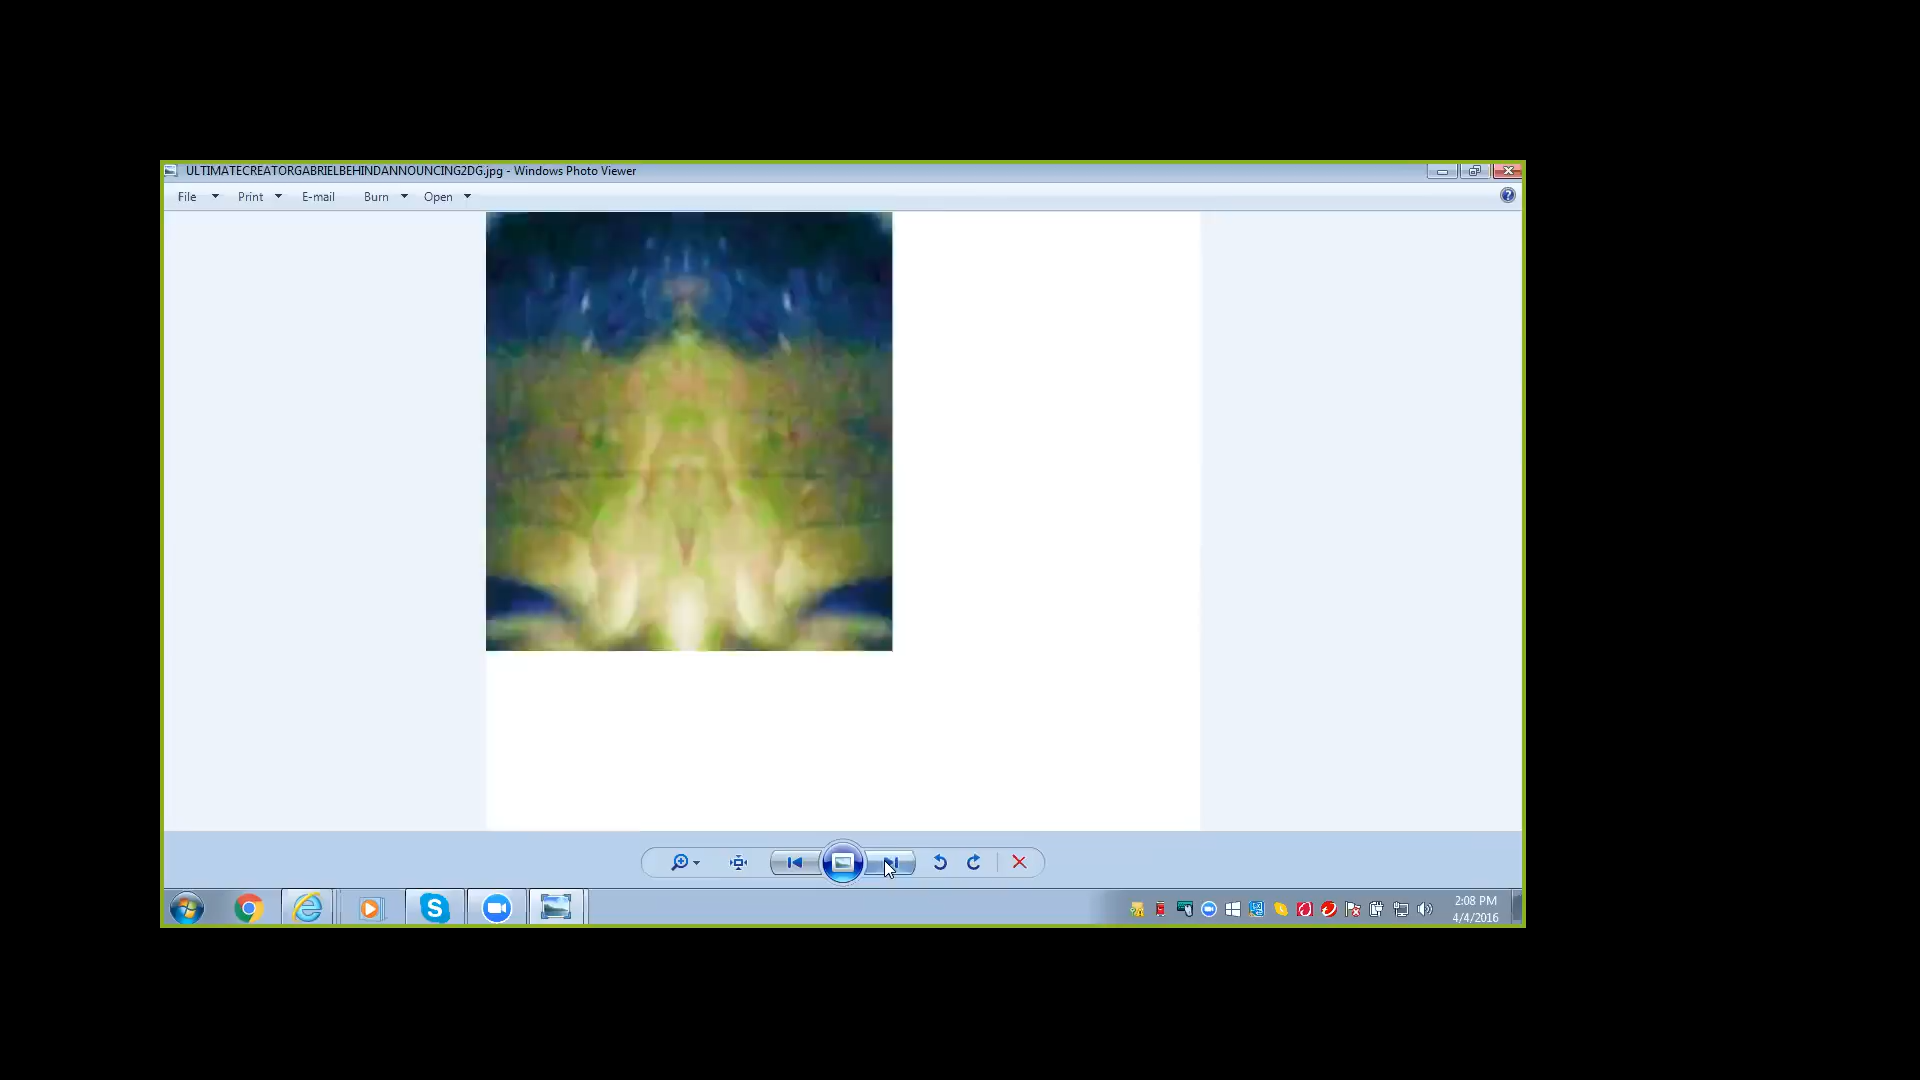 ULTIMATECREATORGABRIELBEHINDANNOUNCING2DG.jpg - Windows Photo Viewer
File Print E-mail Burn Open
2:08 PM
4/4/2016